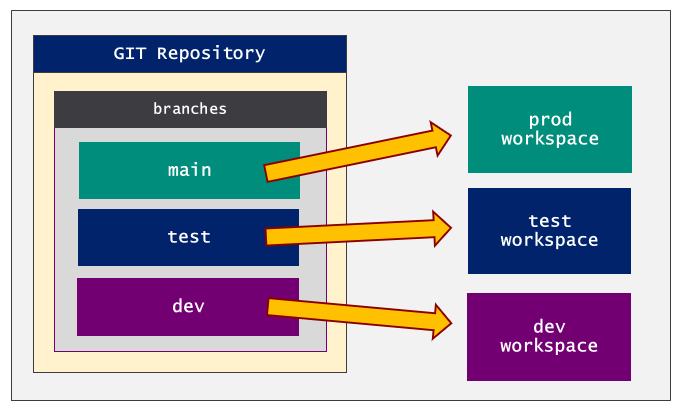 GIT Repository
branches
main
test
dev
prod
workspace
test
workspace
dev
workspace